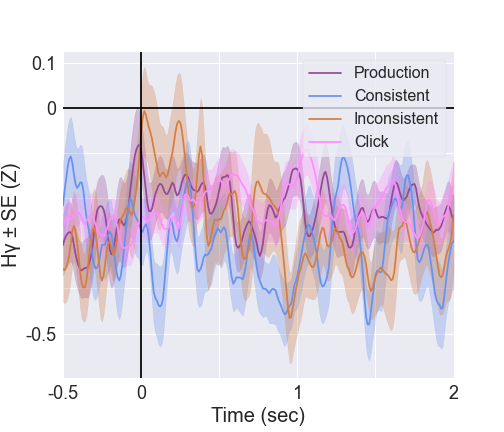 0.1
0
-0.5
Hγ ± SE (Z)
Production
Consistent
Inconsistent
Click
-0.5
0
1
2
Time (sec)